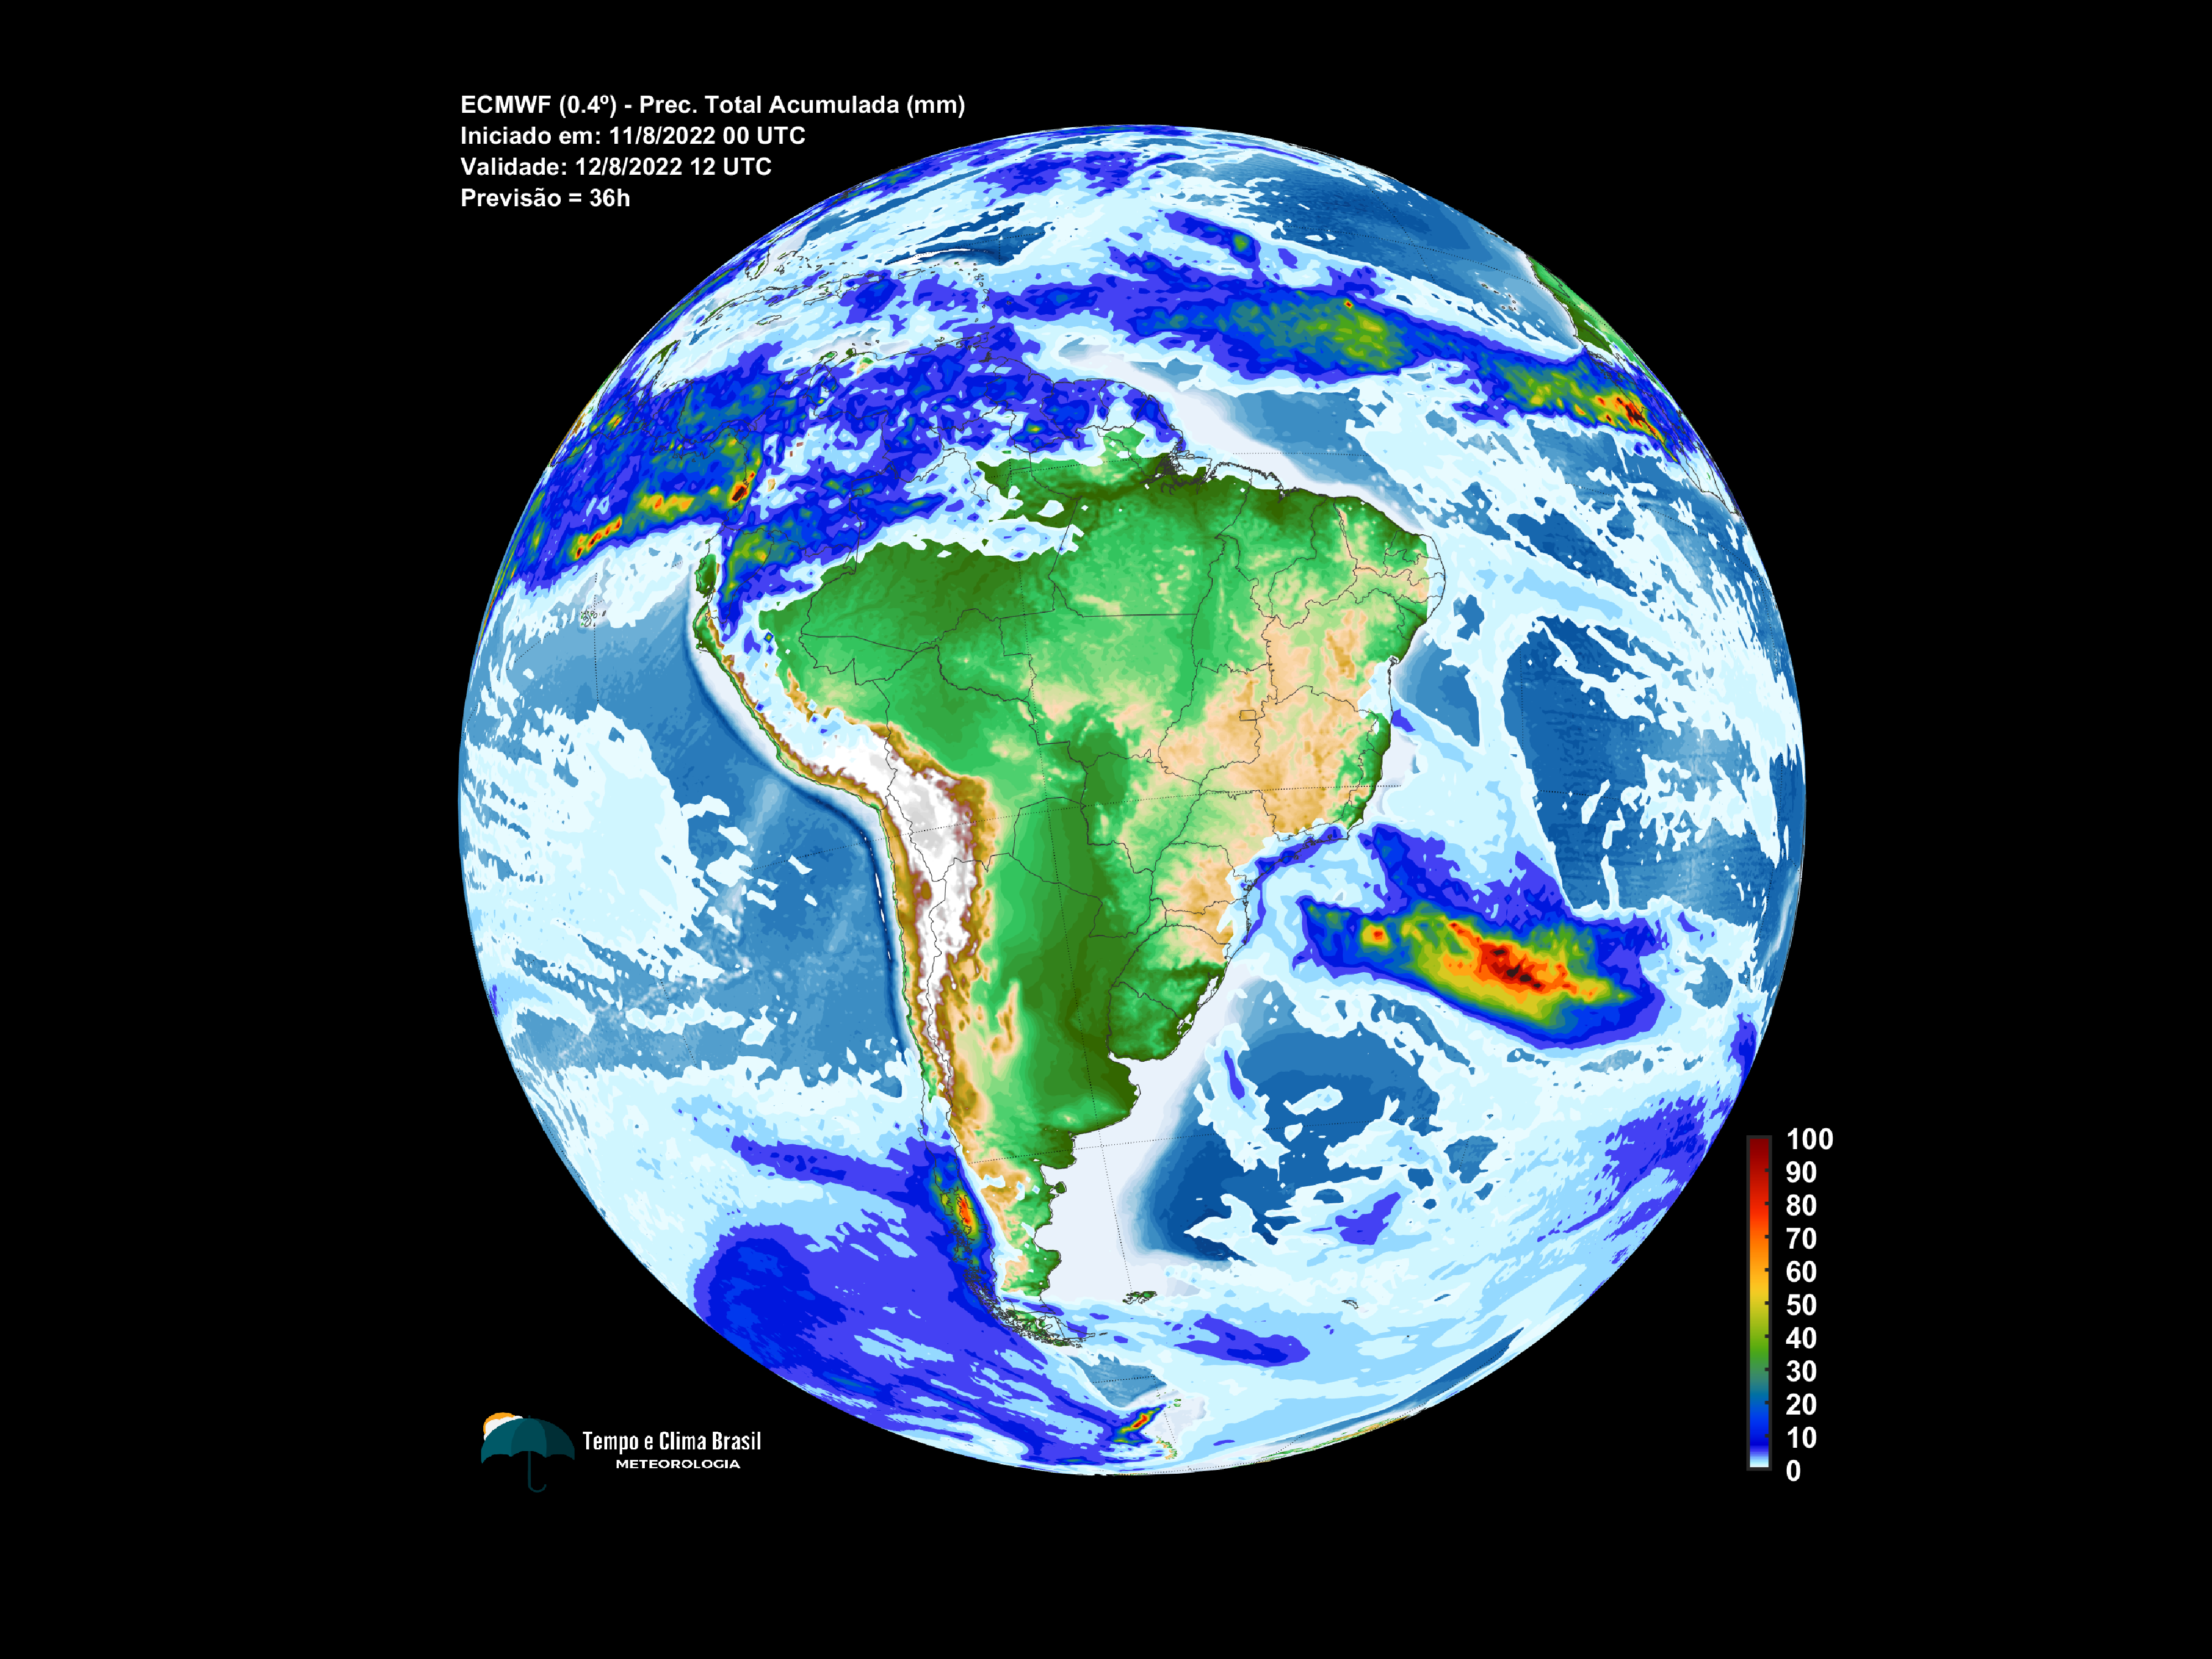 ECMWF (0.4º) - Prec. Total Acumulada (mm)
Iniciado em: 11/8/2022 00 UTC
Validade: 12/8/2022 12 UTC
Previsão = 36h
100
90
80
70
60
50
40
30
20
10
0
Tempo e Clima Brasil
METEOROLOGIA